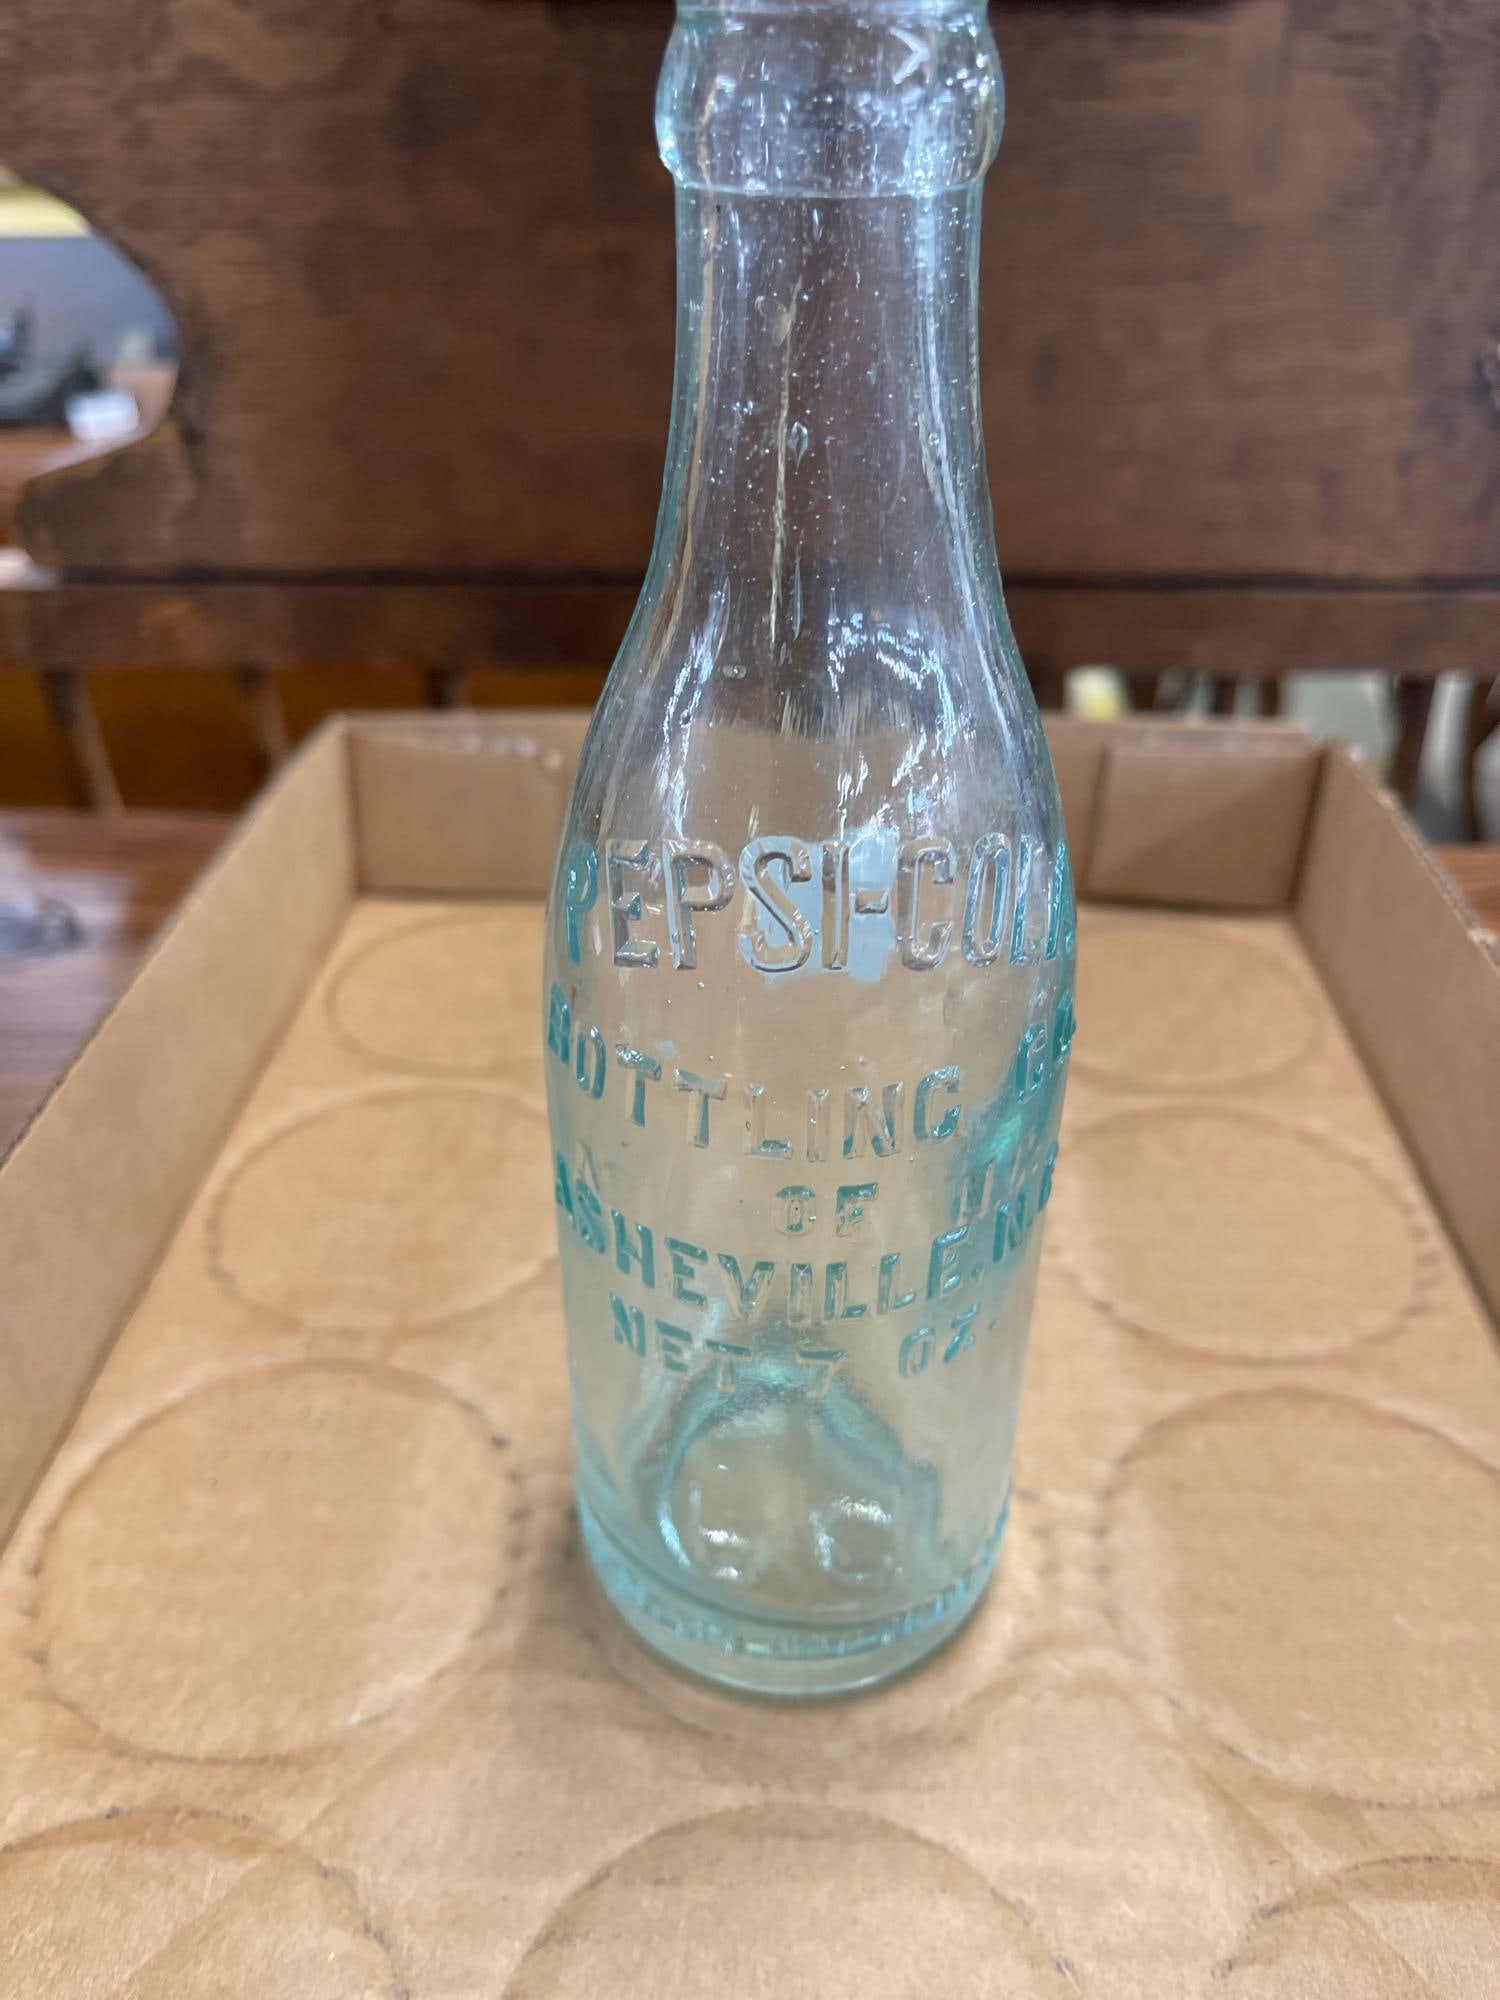 PEPSI-COLA
BOTTLING CO.
OF N.C.
ASHEVILLE, N.C.
NET 7 OZ.